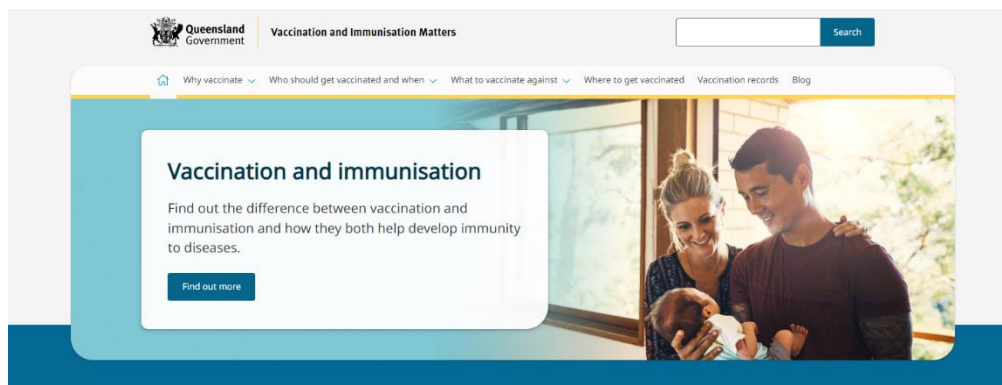 Queensland
Government
Vaccination and Immunisation Matters
Search
Why vaccinate
Who should get vaccinated and when
What to vaccinate against
Where to get vaccinated
Vaccination records
Blog
Vaccination and immunisation
Find out the difference between vaccination and
immunisation and how they both help develop immunity
to diseases.
Find out more